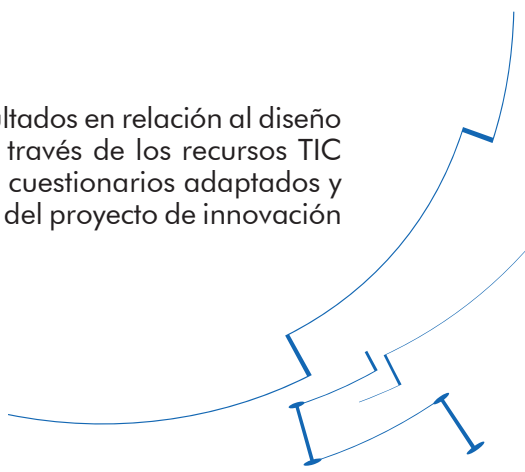 ltados en relación al diseño
través de los recursos TIC
cuestionarios adaptados y
del proyecto de innovación